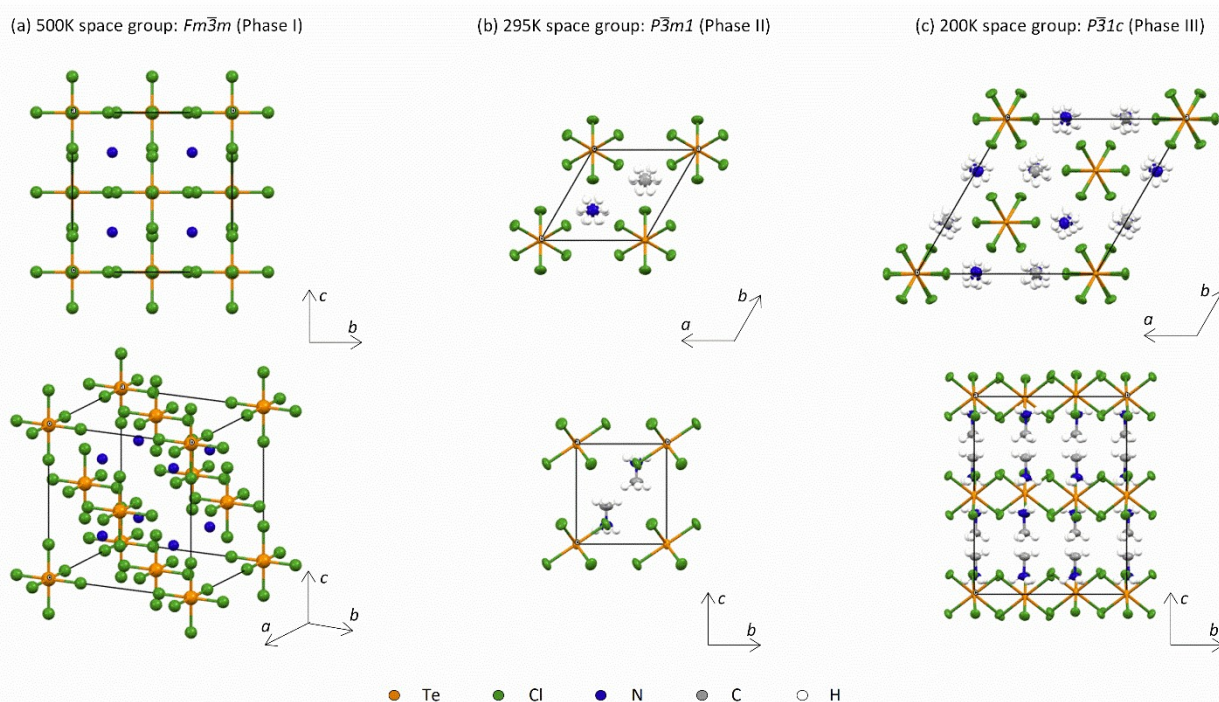 (a) 500K space group: Fm3̅m (Phase I)
(b) 295K space group: P3̅m1 (Phase II)
(c) 200K space group: P3̅1c (Phase III)
c
b
b
a
b
a
c
a
b
c
b
c
b
Te Cl N C H